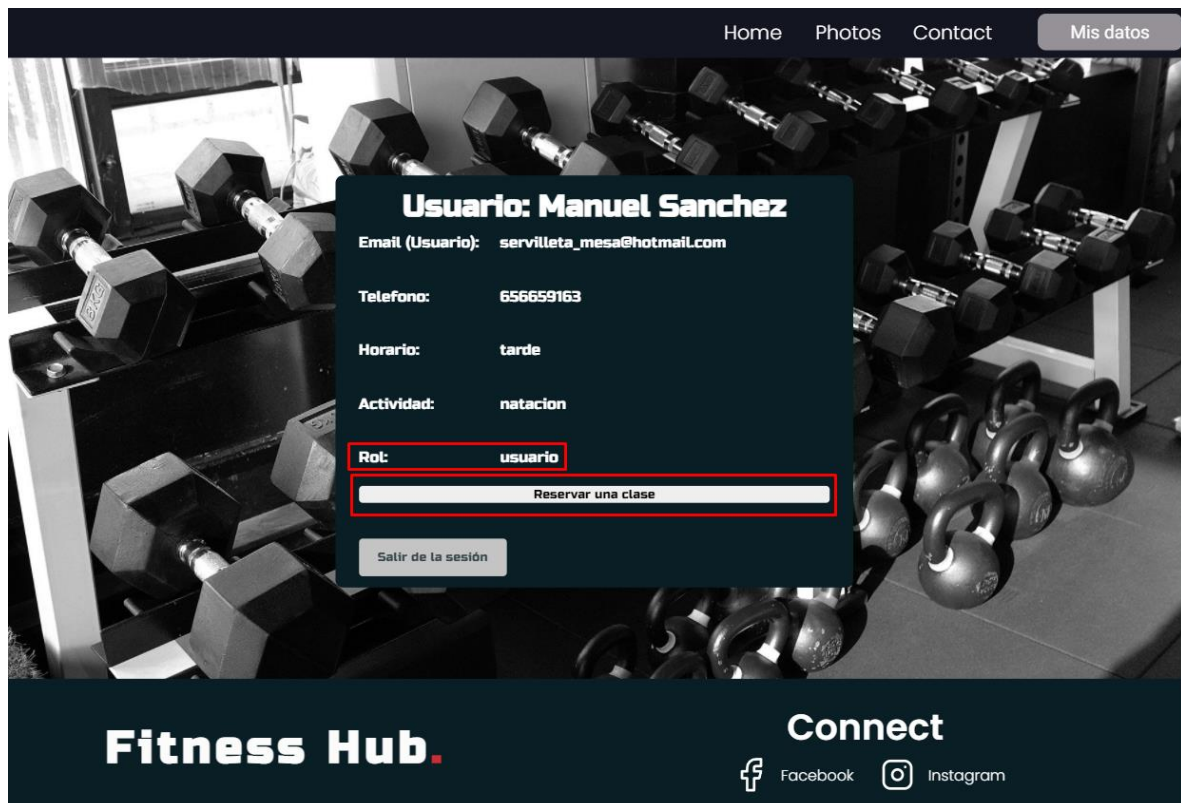 Home Photos Contact Mis datos
Usuario: Manuel Sanchez
Email (Usuario): servilleta_mesa@hotmail.com
Telefono: 656659163
Horario: tarde
Actividad: natacion
Rol: usuario
Reservar una clase
Salir de la sesión
Fitness Hub.
Connect
Facebook Instagram